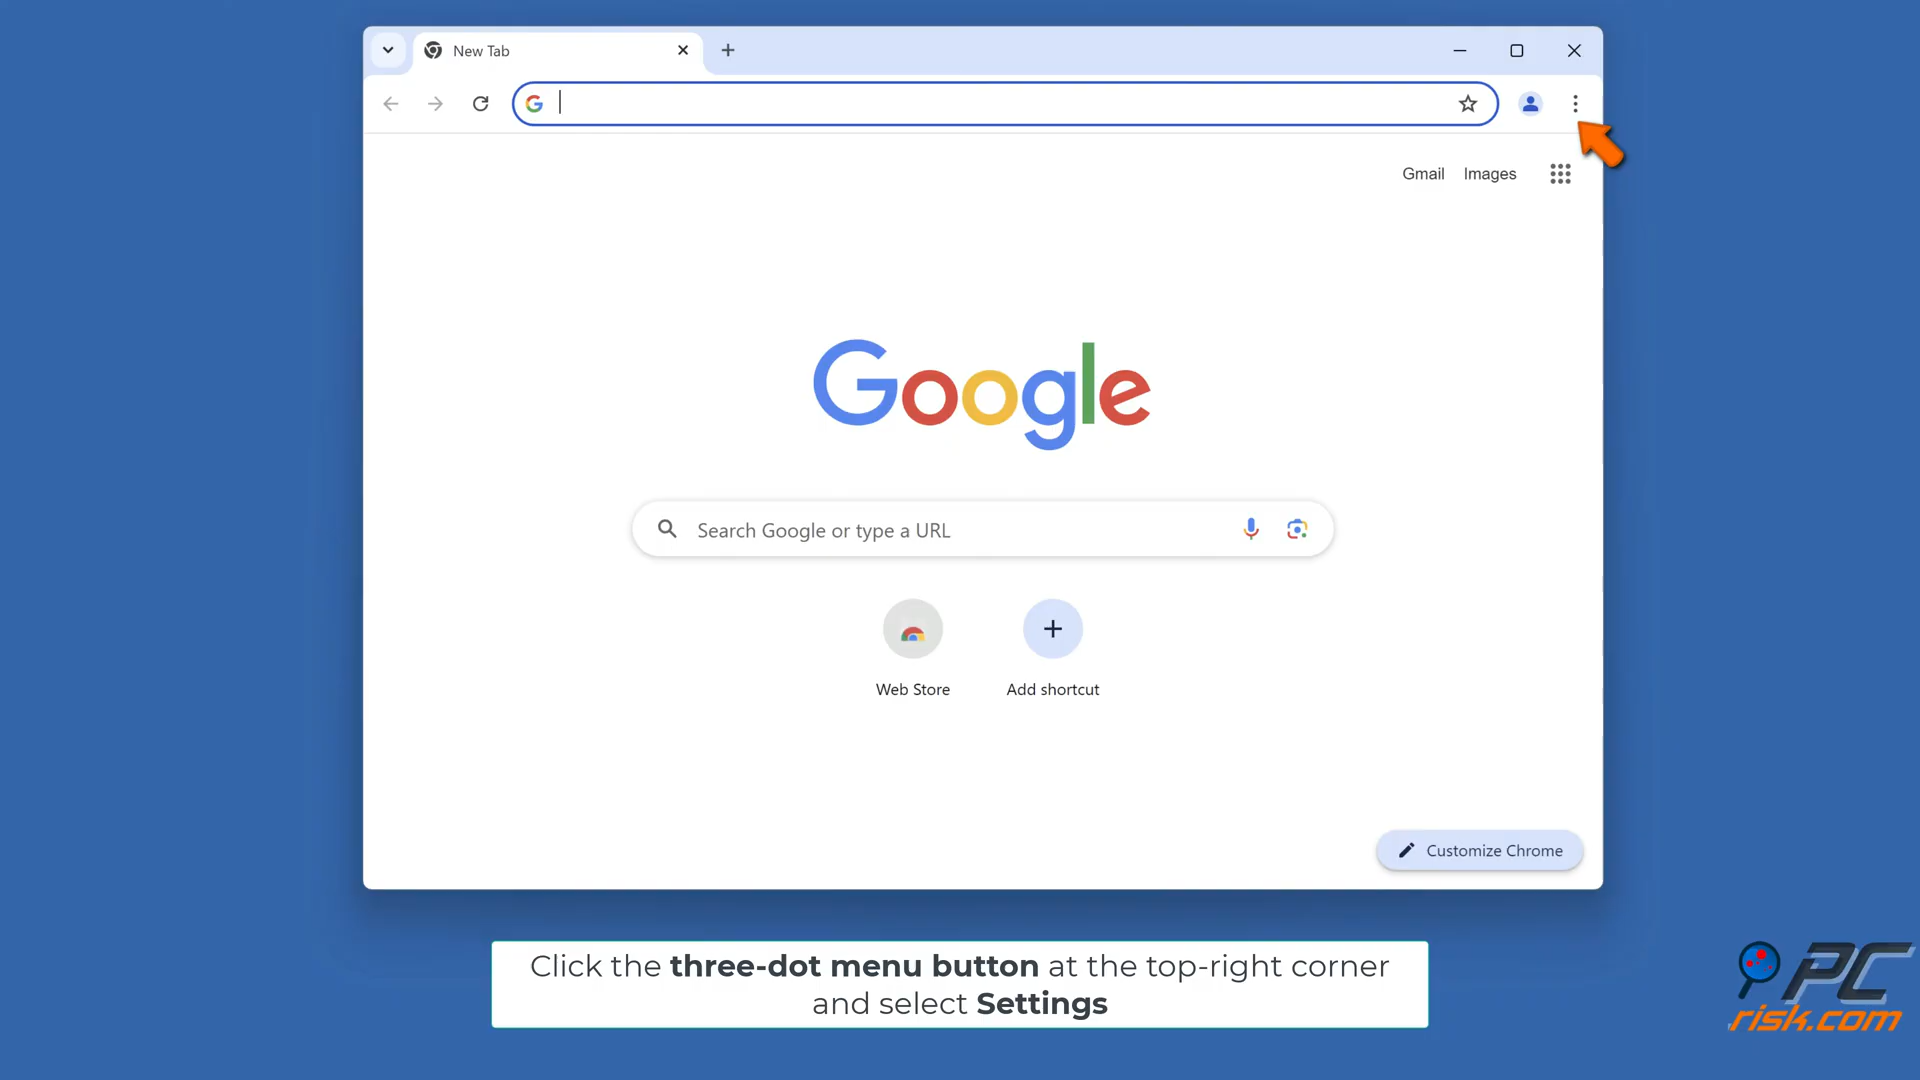 New Tab
Gmail Images
Google
Search Google or type a URL
Web Store Add shortcut
Customize Chrome
Click the three-dot menu button at the top-right corner
and select Settings
PC
risk.com